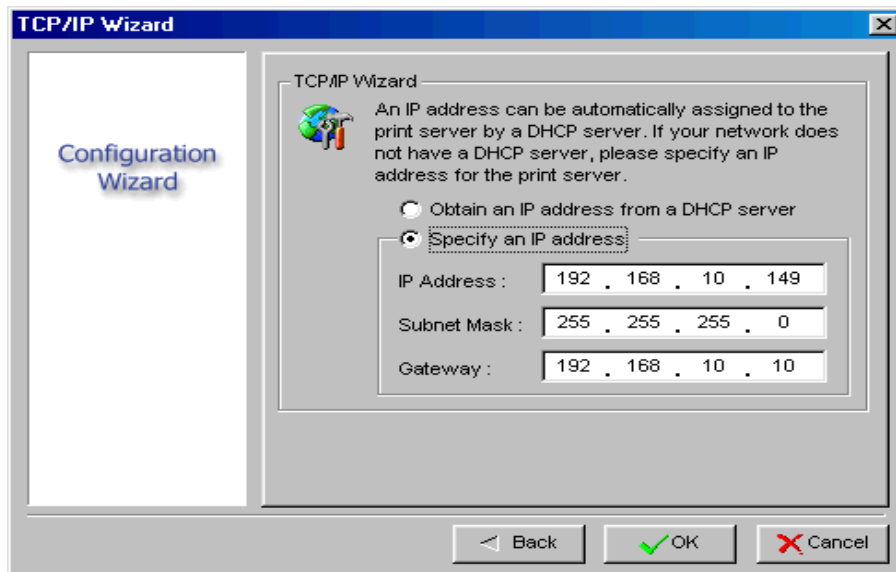 TCP/IP Wizard
Configuration
Wizard
TCP/IP Wizard
An IP address can be automatically assigned to the
print server by a DHCP server. If your network does
not have a DHCP server, please specify an IP
address for the print server.
Obtain an IP address from a DHCP server
Specify an IP address
IP Address : 192 . 168 . 10 . 149
Subnet Mask : 255 . 255 . 255 . 0
Gateway : 192 . 168 . 10 . 10
Back OK Cancel